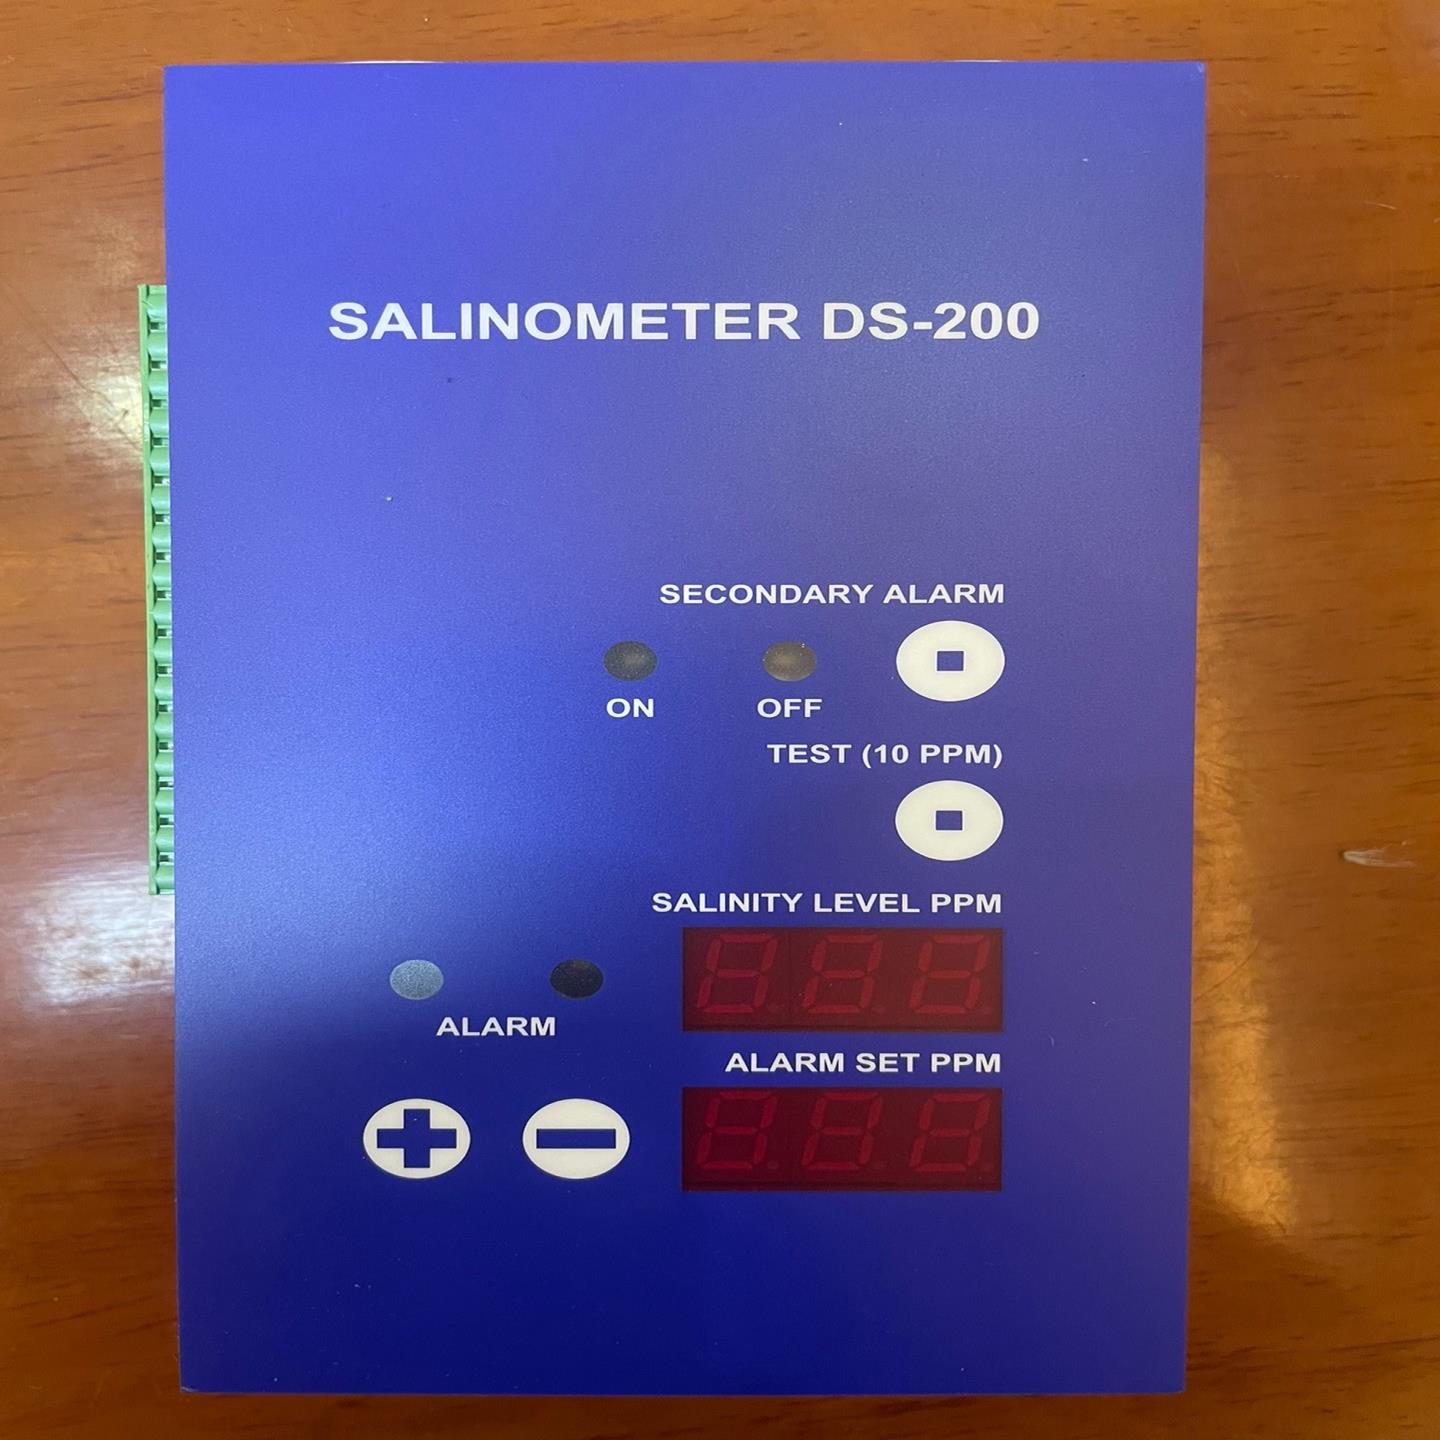 SALINOMETER DS-200
SECONDARY ALARM
ON OFF
TEST (10 PPM)
SALINITY LEVEL PPM
ALARM
ALARM SET PPM